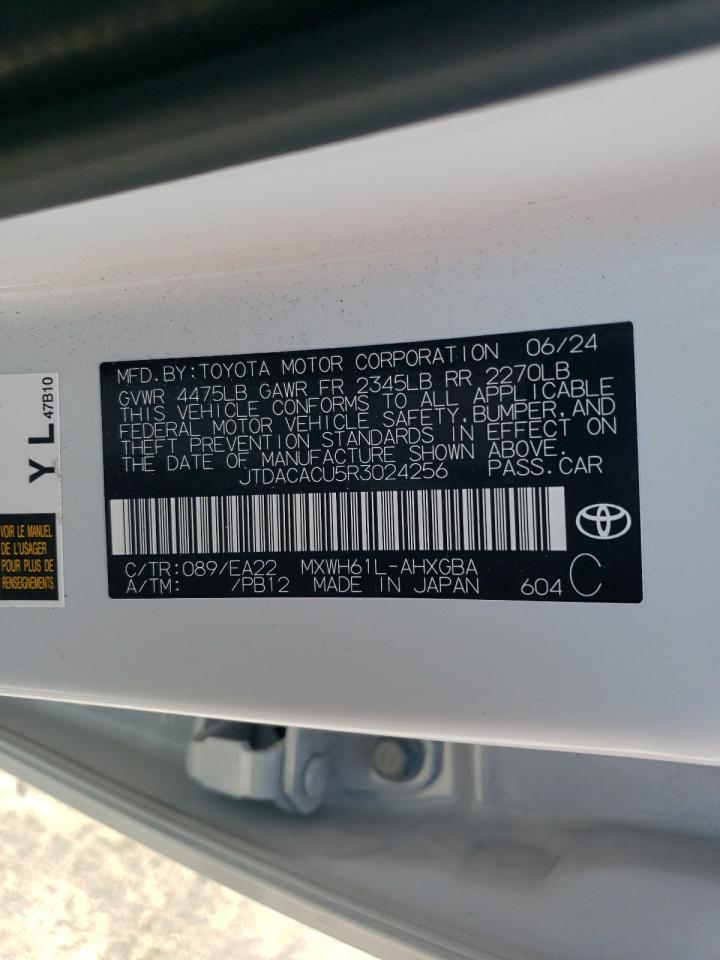 MFD.BY:TOYOTA MOTOR CORPORATION 06/24
GVWR 4475LB GAWR FR 2345LB RR 2270LB
THIS VEHICLE CONFORMS TO ALL APPLICABLE
FEDERAL MOTOR VEHICLE SAFETY,BUMPER,AND
THEFT PREVENTION STANDARDS IN EFFECT ON
THE DATE OF MANUFACTURE SHOWN ABOVE.
JTDACACU5R3024256 PASS.CAR
C/TR:089/EA22 MXWH61L-AHXGBA
A/TM: /PB12 MADE IN JAPAN 604 C
Y L
47B10
VOIR LE MANUEL
DE L'USAGER
POUR PLUS DE
RENSEIGNEMENTS